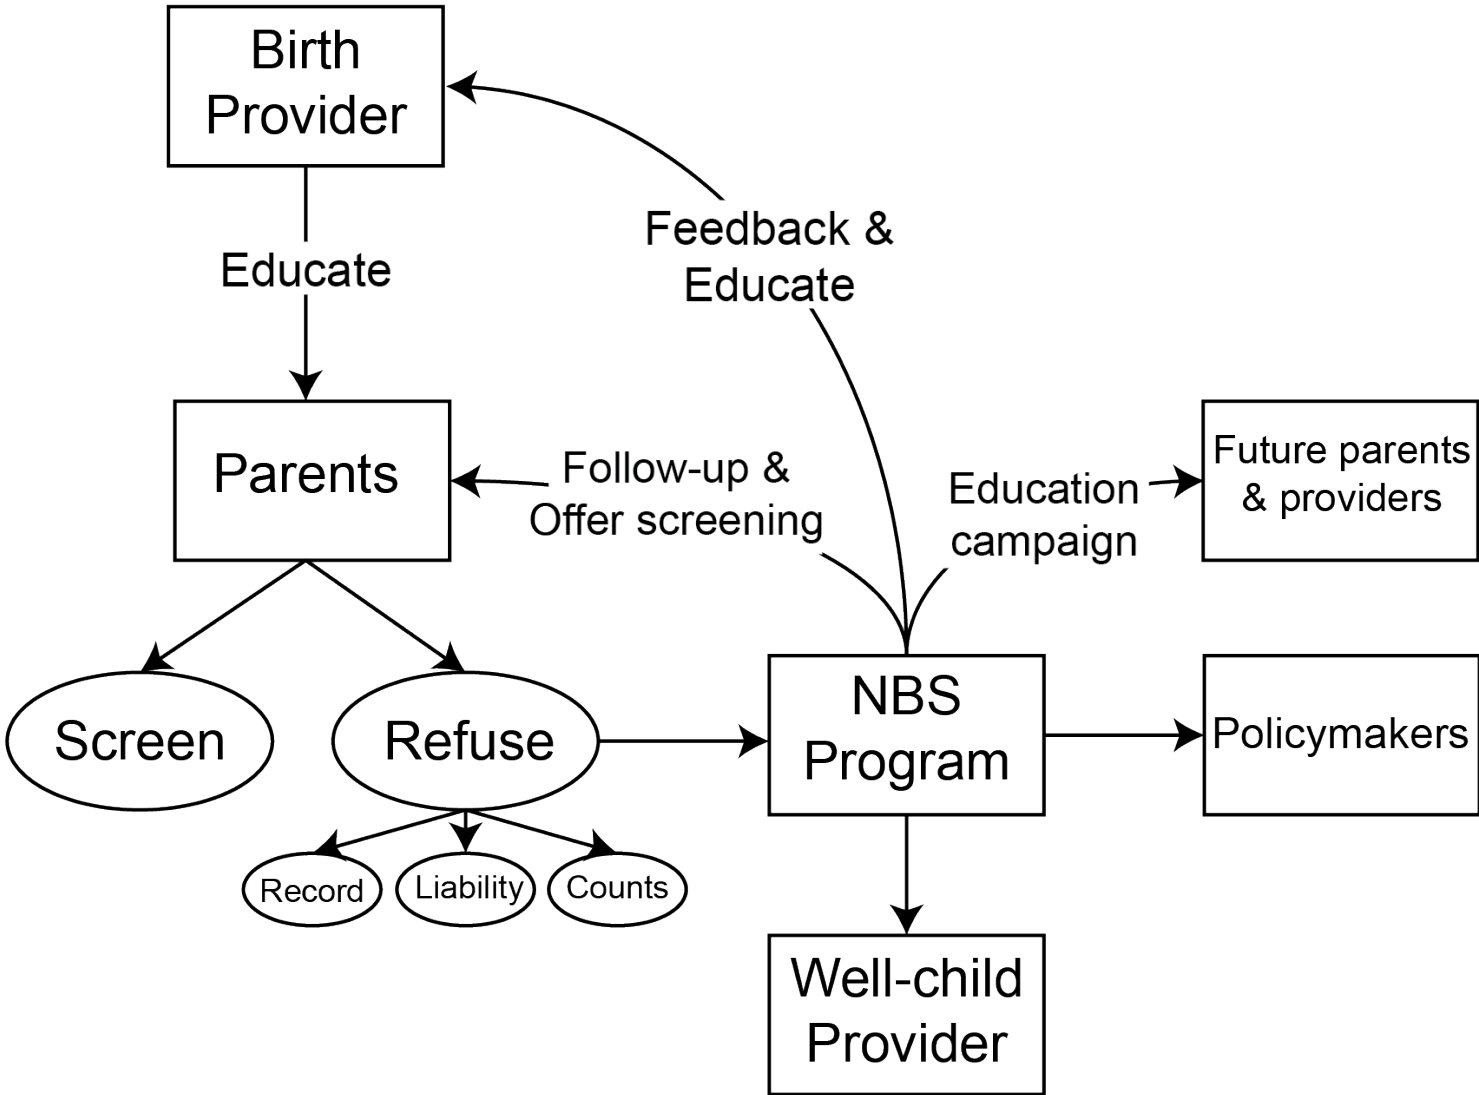 Birth
Provider
Feedback &
Educate
Educate
Parents
Follow-up &
Offer screening
Education
campaign
Future parents
& providers
Screen
Refuse
NBS
Program
Policymakers
Record
Liability
Counts
Well-child
Provider